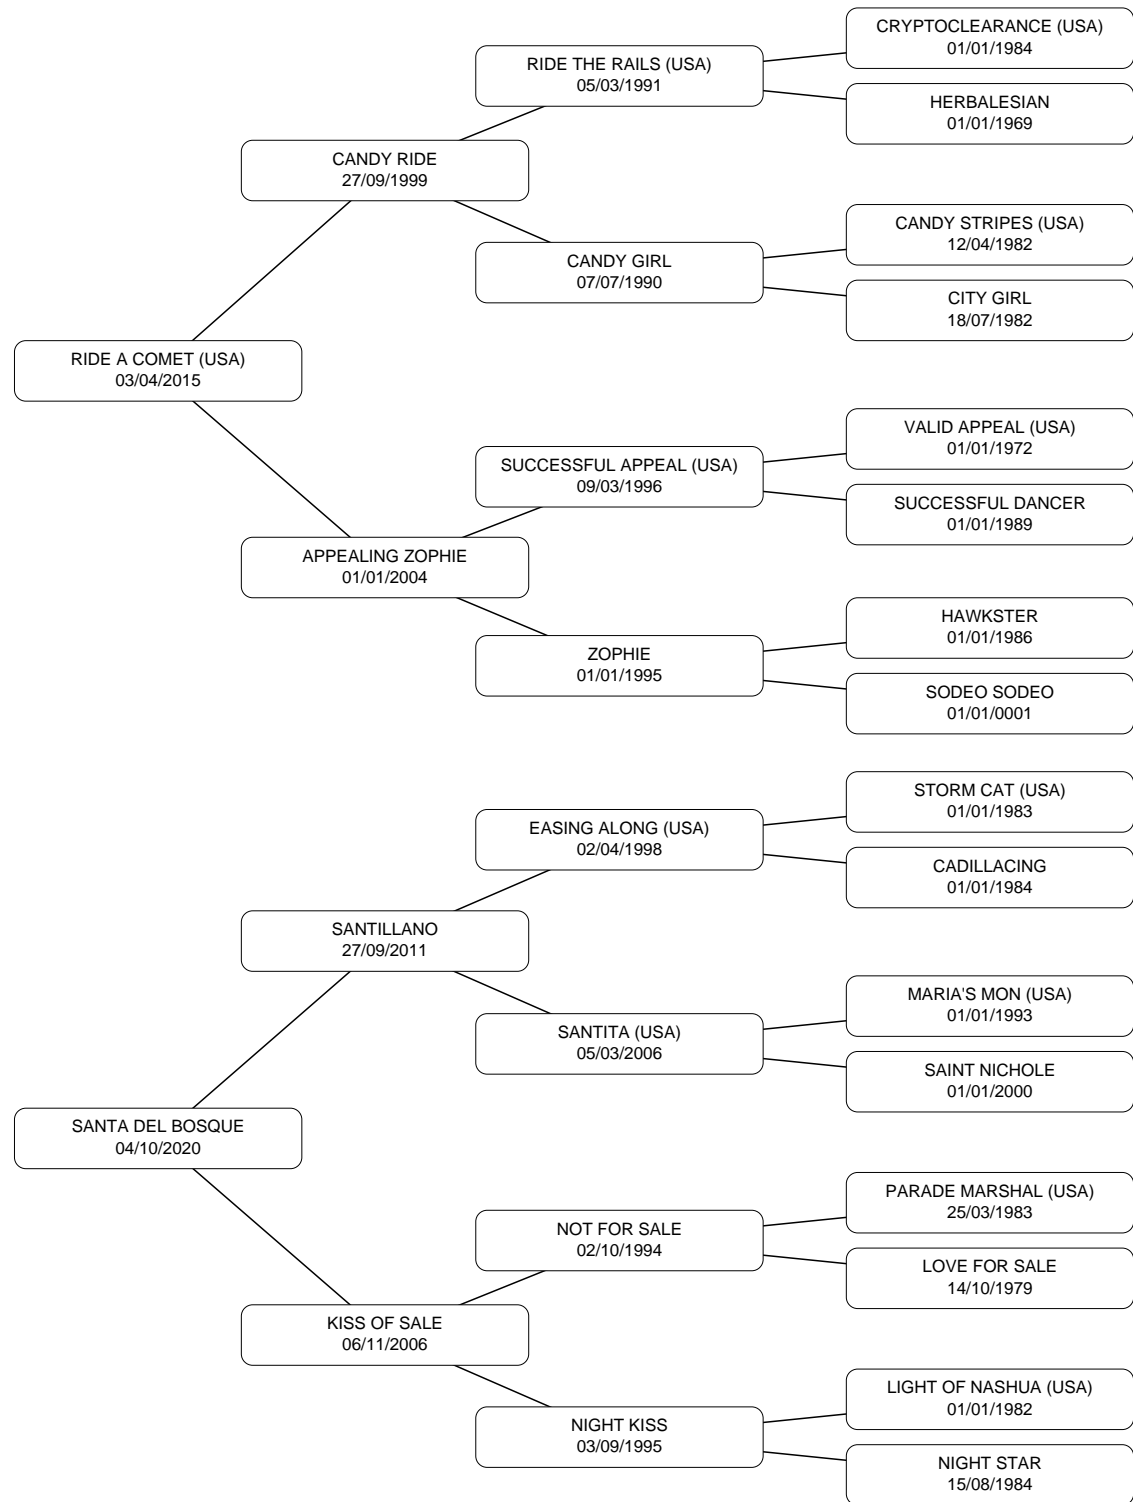 CRYPTOCLEARANCE (USA)
01/01/1984
RIDE THE RAILS (USA)
05/03/1991
HERBALESIAN
01/01/1969
CANDY RIDE
27/09/1999
CANDY STRIPES (USA)
12/04/1982
CANDY GIRL
07/07/1990
CITY GIRL
18/07/1982
RIDE A COMET (USA)
03/04/2015
VALID APPEAL (USA)
01/01/1972
SUCCESSFUL APPEAL (USA)
09/03/1996
SUCCESSFUL DANCER
01/01/1989
APPEALING ZOPHIE
01/01/2004
HAWKSTER
01/01/1986
ZOPHIE
01/01/1995
SODEO SODEO
01/01/0001
STORM CAT (USA)
01/01/1983
EASING ALONG (USA)
02/04/1998
CADILLACING
01/01/1984
SANTILLANO
27/09/2011
MARIA'S MON (USA)
01/01/1993
SANTITA (USA)
05/03/2006
SAINT NICHOLE
01/01/2000
SANTA DEL BOSQUE
04/10/2020
PARADE MARSHAL (USA)
25/03/1983
NOT FOR SALE
02/10/1994
LOVE FOR SALE
14/10/1979
KISS OF SALE
06/11/2006
LIGHT OF NASHUA (USA)
01/01/1982
NIGHT KISS
03/09/1995
NIGHT STAR
15/08/1984